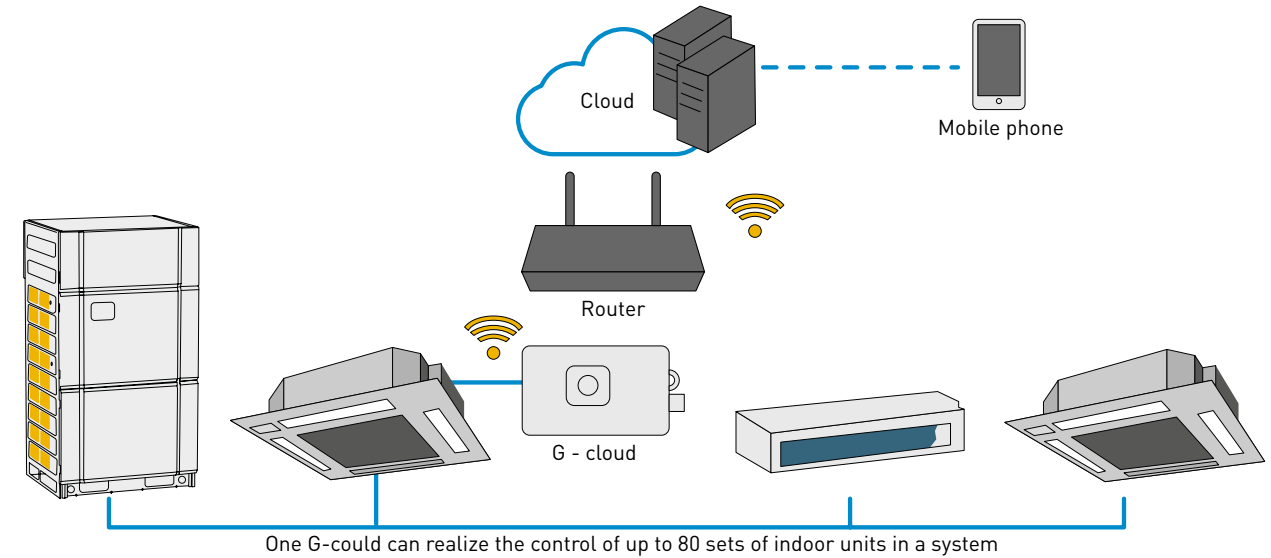 Cloud
Mobile phone
Router
G - cloud
One G-could can realize the control of up to 80 sets of indoor units in a system